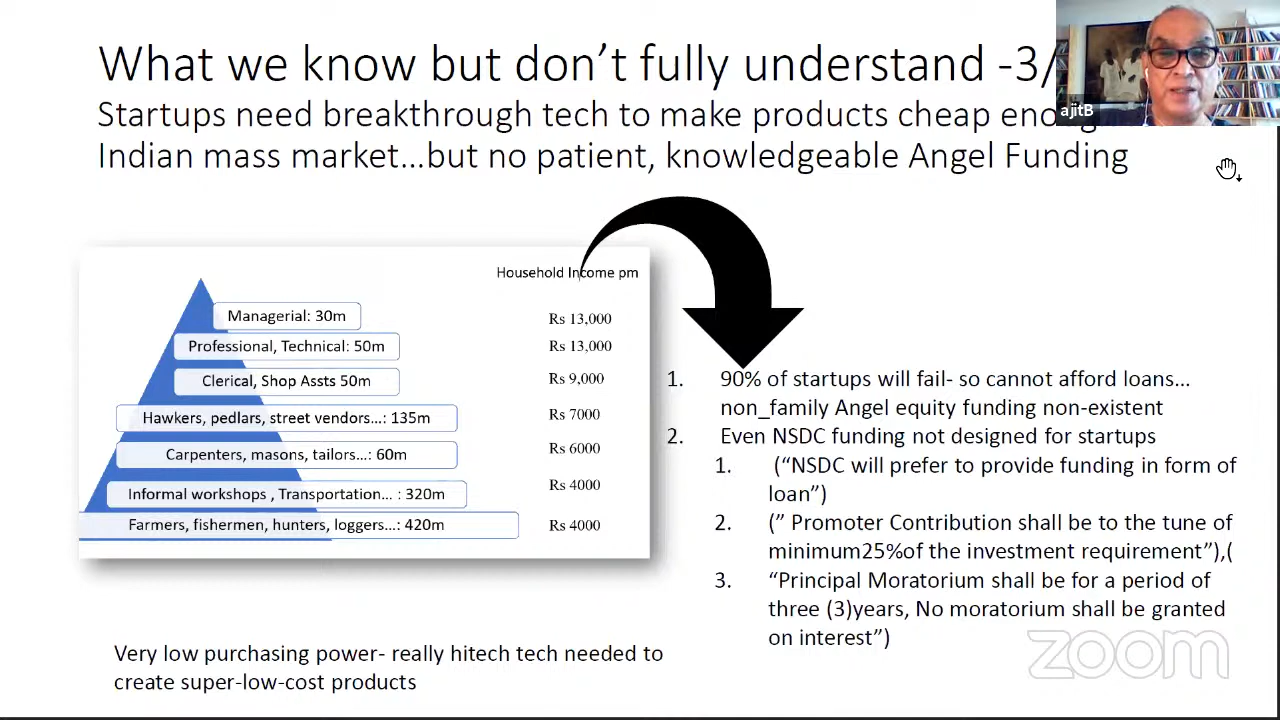 What we know but don't fully understand -3/
ajitB
Startups need breakthrough tech to make products cheap
Indian mass market...but no patient, knowledgeable Angel Funding
Household Income pm
Managerial: 30m
Rs 13,000
Professional, Technical: 50m
Rs 13,000
Clerical, Shop Assts 50m
Rs 9,000
Hawkers, pedlars, street vendors...: 135m
Rs 7000
Carpenters, masons, tailors...: 60m
Rs 6000
Informal workshops , Transportation... : 320m
Rs 4000
Farmers, fishermen, hunters, loggers...: 420m
Rs 4000
Very low purchasing power- really hitech tech needed to
create super-low-cost products
1. 90% of startups will fail- so cannot afford loans...
non_family Angel equity funding non-existent
2. Even NSDC funding not designed for startups
1. ("NSDC will prefer to provide funding in form of
loan")
2. (" Promoter Contribution shall be to the tune of
minimum25%of the investment requirement"),(
3. "Principal Moratorium shall be for a period of
three (3)years, No moratorium shall be granted
on interest")
zoom